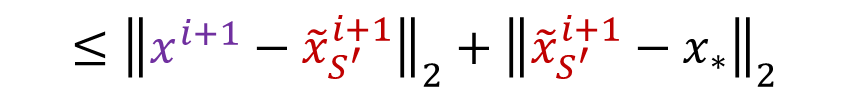 ≤ ‖x^{i+1} − x̃_{S′}^{i+1}‖₂ + ‖x̃_{S′}^{i+1} − x_*‖₂